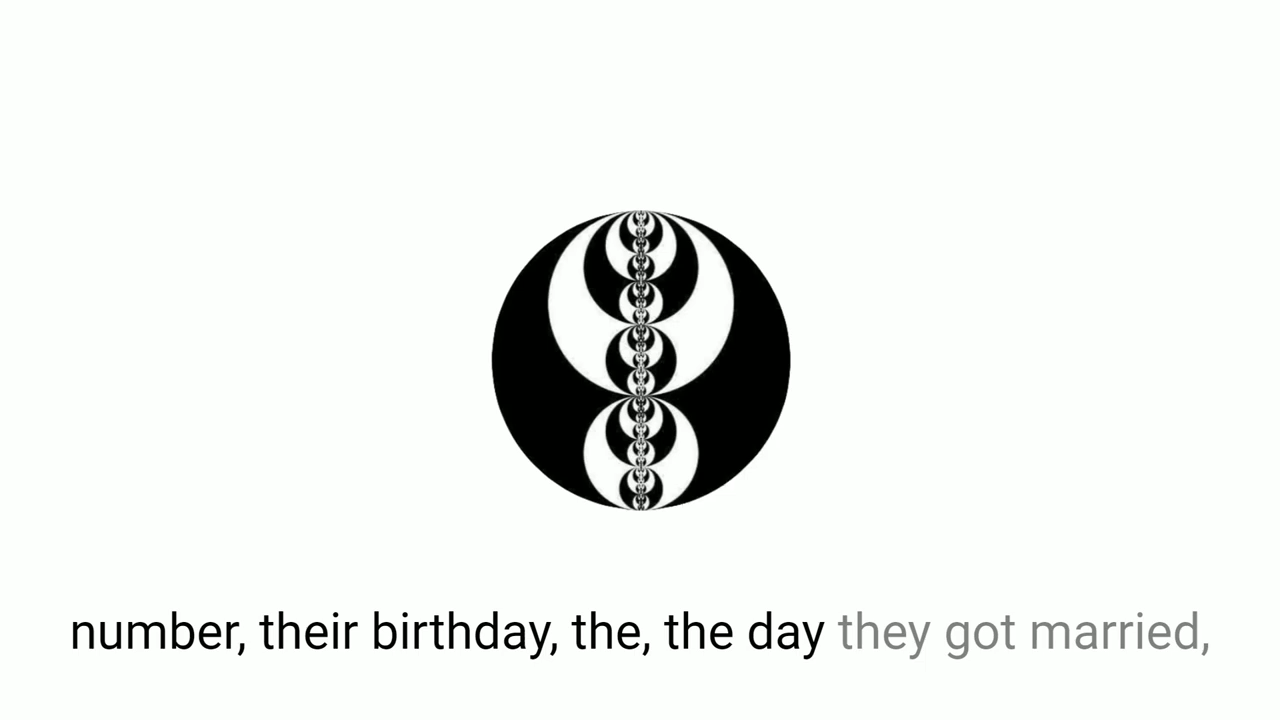 number, their birthday, the, the day they got married,